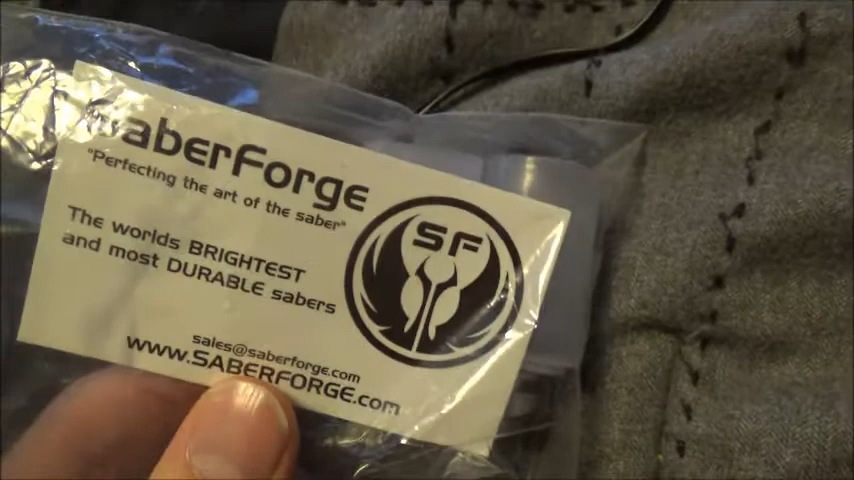 SaberForge
"Perfecting the art of the saber"
The worlds BRIGHTEST
and most DURABLE sabers
SF
sales@saberforge.com
www.SABERFORGE.com